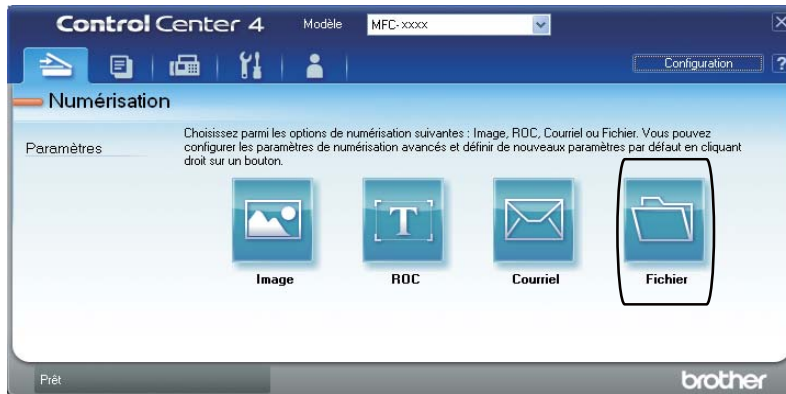 Control Center 4
Modèle
MFC-xxxx
Configuration
?
Numérisation
Paramètres
Choisissez parmi les options de numérisation suivantes : Image, ROC, Courriel ou Fichier. Vous pouvez
configurer les paramètres de numérisation avancés et définir de nouveaux paramètres par défaut en cliquant
droit sur un bouton.
T
Image
ROC
Courriel
Fichier
Prêt
brother